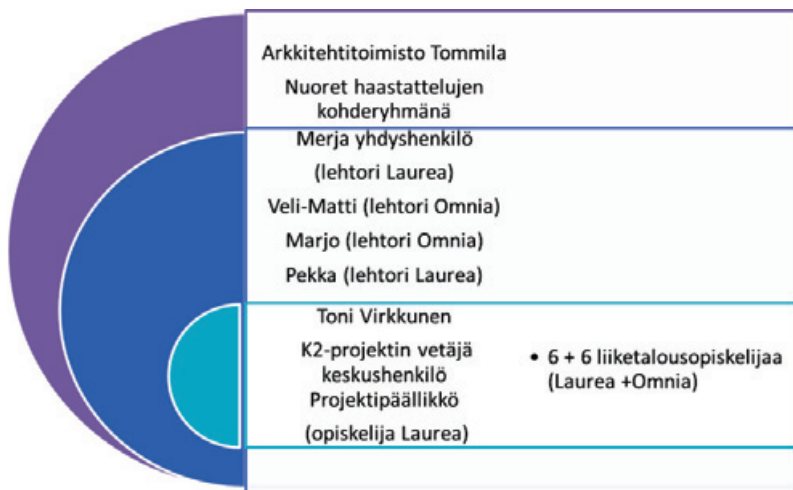 Arkkitehtitoimisto Tommila
Nuoret haastattelujen
kohderyhmänä
Merja yhdyshenkilö
(lehtori Laurea)
Veli-Matti (lehtori Omnia)
Marjo (lehtori Omnia)
Pekka (lehtori Laurea)
Toni Virkkunen
K2-projektin vetäjä
keskushenkilö
Projektipäällikkö
(opiskelija Laurea)
• 6 + 6 liiketalousopiskelijaa
(Laurea +Omnia)